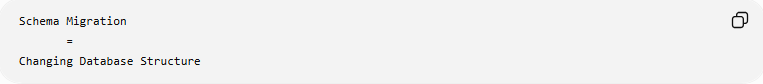 Schema Migration
=
Changing Database Structure